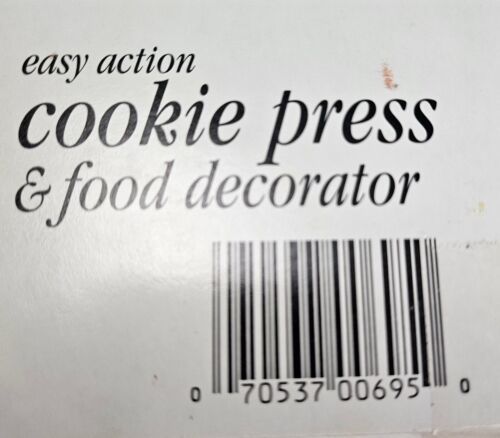 easy action
cookie press
& food decorator
0 70537 00695 0